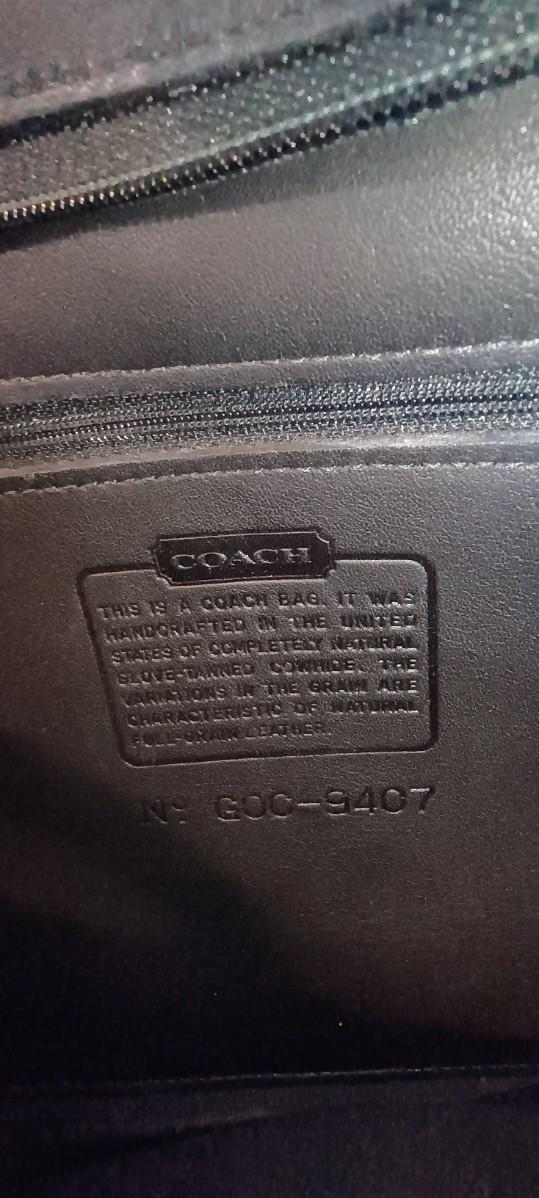 COACH
THIS IS A COACH BAG. IT WAS
HANDCRAFTED IN THE UNITED
STATES OF COMPLETELY NATURAL
GLOVE-TANNED COWHIDE. THE
VARIATIONS IN THE GRAIN ARE
CHARACTERISTIC OF NATURAL
FULL-GRAIN LEATHER.
Nº GOC-9407